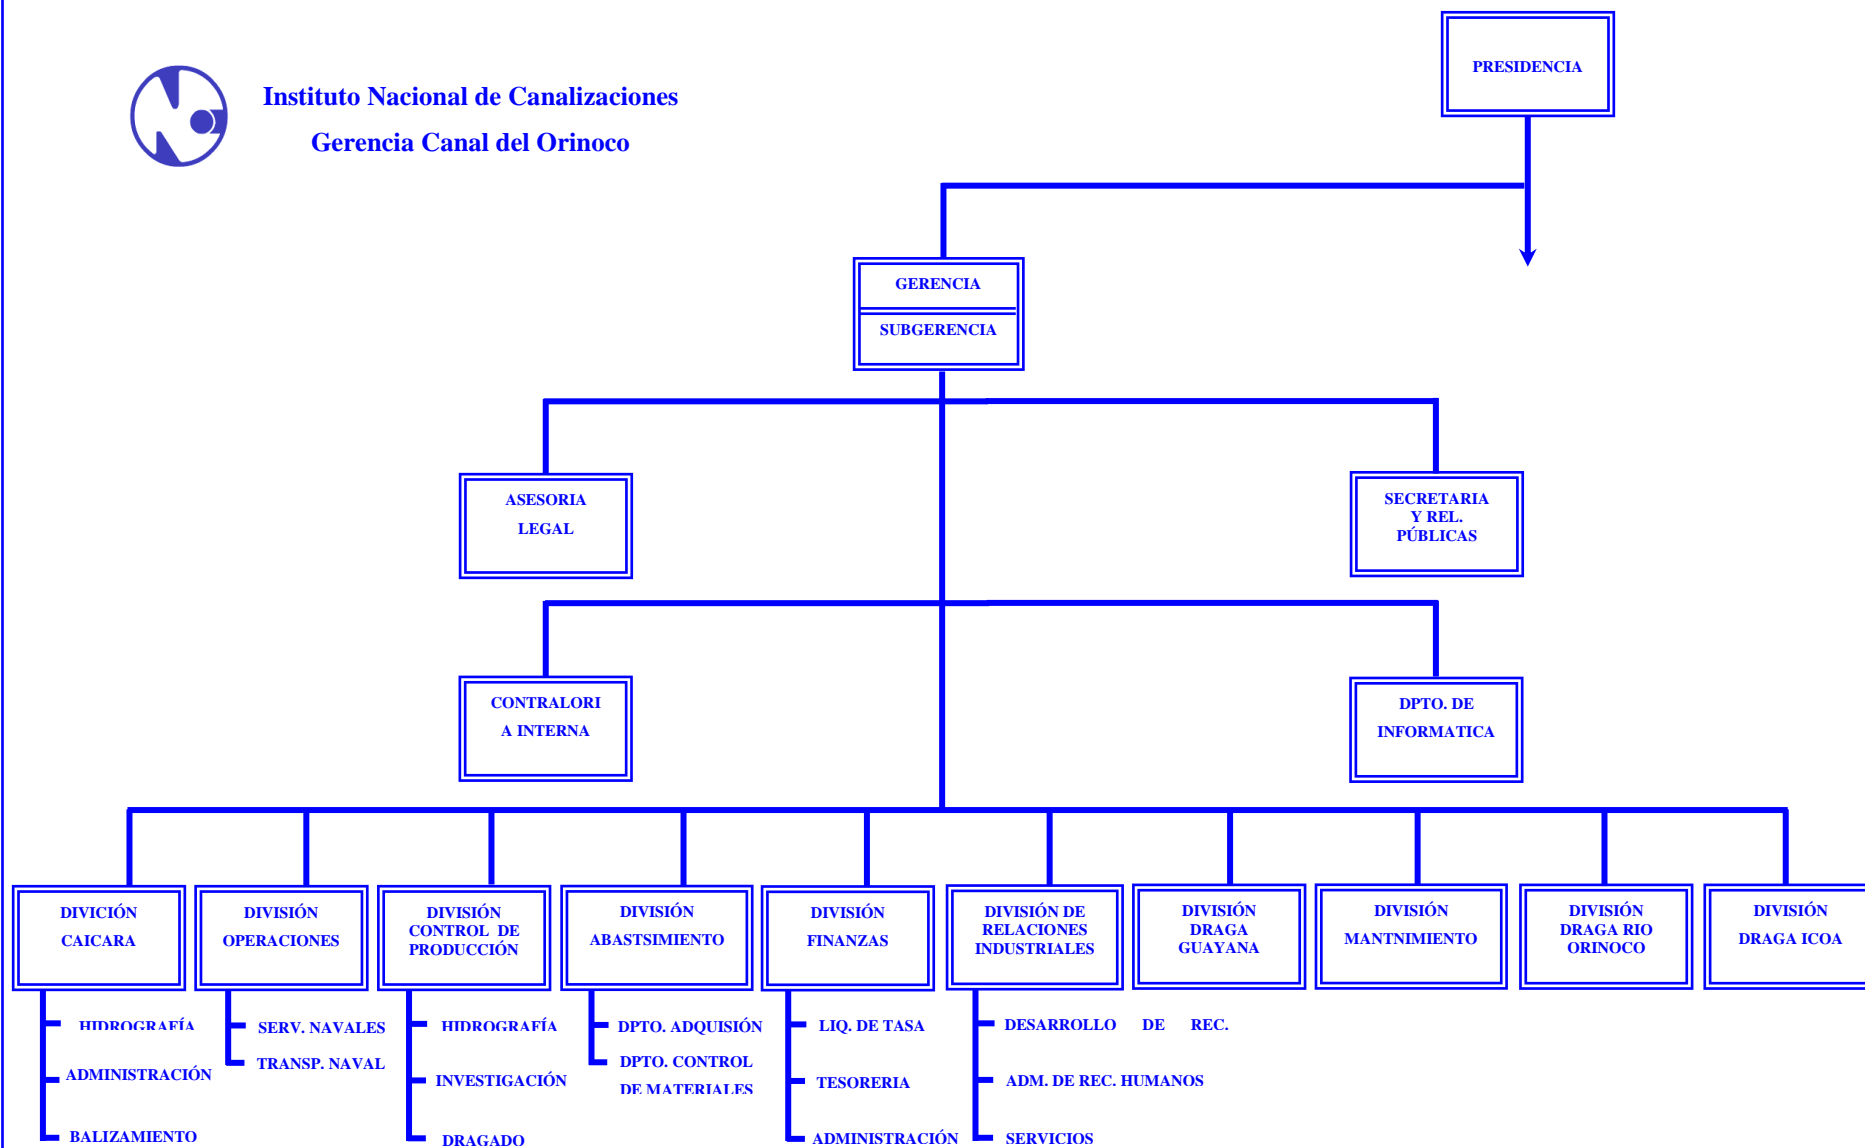 PRESIDENCIA
Instituto Nacional de Canalizaciones
Gerencia Canal del Orinoco
GERENCIA
SUBGERENCIA
ASESORIA
LEGAL
SECRETARIA
Y REL.
PÚBLICAS
CONTRALORI
A INTERNA
DPTO. DE
INFORMATICA
DIVICIÓN
CAICARA
DIVISIÓN
OPERACIONES
DIVISIÓN
CONTROL DE
PRODUCCIÓN
DIVISIÓN
ABASTSIMIENTO
DIVISIÓN
FINANZAS
DIVISIÓN DE
RELACIONES
INDUSTRIALES
DIVISIÓN
DRAGA
GUAYANA
DIVISIÓN
MANTNIMIENTO
DIVISIÓN
DRAGA RIO
ORINOCO
DIVISIÓN
DRAGA ICOA
HIDROGRAFÍA
ADMINISTRACIÓN
BALIZAMIENTO
SERV. NAVALES
TRANSP. NAVAL
HIDROGRAFÍA
INVESTIGACIÓN
DRAGADO
DPTO. ADQUISIÓN
DPTO. CONTROL
DE MATERIALES
LIQ. DE TASA
TESORERIA
ADMINISTRACIÓN
DESARROLLO DE REC.
ADM. DE REC. HUMANOS
SERVICIOS